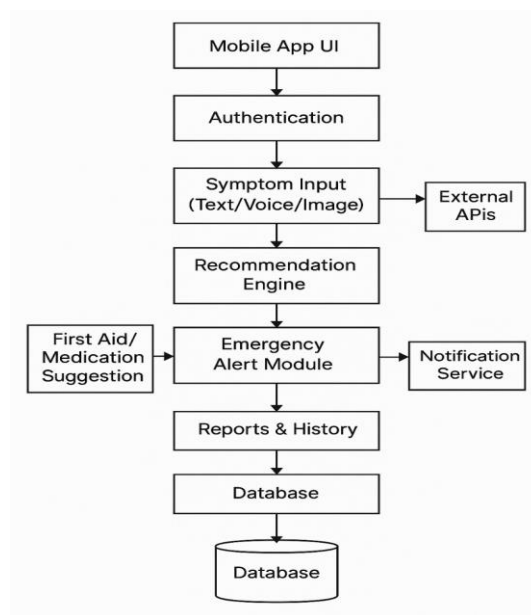 Mobile App UI
Authentication
Symptom Input
(Text/Voice/Image)
External
APis
Recommendation
Engine
First Aid/
Medication
Suggestion
Emergency
Alert Module
Notification
Service
Reports & History
Database
Database